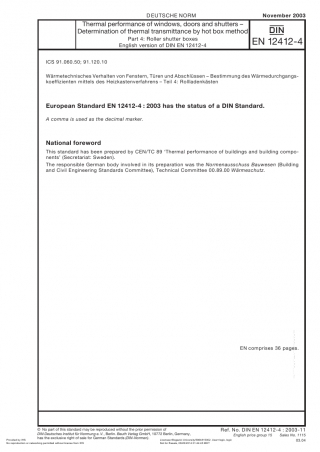 DEUTSCHE NORM
November 2003
Thermal performance of windows, doors and shutters –
Determination of thermal transmittance by hot box method
Part 4: Roller shutter boxes
English version of DIN EN 12412-4
DIN
EN 12412-4
ICS 91.060.50; 91.120.10
Wärmetechnisches Verhalten von Fenstern, Türen und Abschlüssen – Bestimmung des Wärmedurchgangs-
koeffizienten mittels des Heizkastenverfahrens – Teil 4: Rollladenkästen
European Standard EN 12412-4 : 2003 has the status of a DIN Standard.
A comma is used as the decimal marker.
National foreword
This standard has been prepared by CEN/TC 89 ‘Thermal performance of buildings and building compo-
nents’ (Secretariat: Sweden).
The responsible German body involved in its preparation was the Normenausschuss Bauwesen (Building
and Civil Engineering Standards Committee), Technical Committee 00.89.00 Wärmeschutz.
EN comprises 36 pages.
© No part of this standard may be reproduced without the prior permission of
DIN Deutsches Institut für Normung e. V., Berlin. Beuth Verlag GmbH, 10772 Berlin, Germany,
has the exclusive right of sale for German Standards (DIN-Normen).
Ref. No. DIN EN 12412-4 : 2003-11
English price group 15 Sales No. 1115
03.04